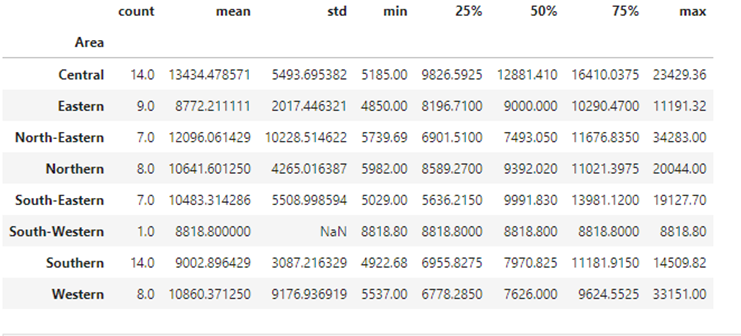 count mean std min 25% 50% 75% max
Area
Central 14.0 13434.478571 5493.695382 5185.00 9826.5925 12881.410 16410.0375 23429.36
Eastern 9.0 8772.211111 2017.446321 4850.00 8196.7100 9000.000 10290.4700 11191.32
North-Eastern 7.0 12096.061429 10228.514622 5739.69 6901.5100 7493.050 11676.8350 34283.00
Northern 8.0 10641.601250 4265.016387 5982.00 8589.2700 9392.020 11021.3975 20044.00
South-Eastern 7.0 10483.314286 5508.998594 5029.00 5636.2150 9991.830 13981.1200 19127.70
South-Western 1.0 8818.800000 NaN 8818.80 8818.8000 8818.800 8818.8000 8818.80
Southern 14.0 9002.896429 3087.216329 4922.68 6955.8275 7970.825 11181.9150 14509.82
Western 8.0 10860.371250 9176.936919 5537.00 6778.2850 7626.000 9624.5525 33151.00